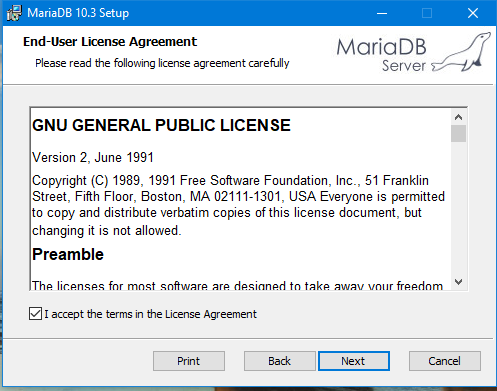 MariaDB 10.3 Setup
End-User License Agreement
Please read the following license agreement carefully
MariaDB
Server
GNU GENERAL PUBLIC LICENSE
Version 2, June 1991
Copyright (C) 1989, 1991 Free Software Foundation, Inc., 51 Franklin
Street, Fifth Floor, Boston, MA 02111-1301, USA Everyone is permitted
to copy and distribute verbatim copies of this license document, but
changing it is not allowed.
Preamble
The licenses for most software are designed to take away your freedom
I accept the terms in the License Agreement
Print
Back
Next
Cancel